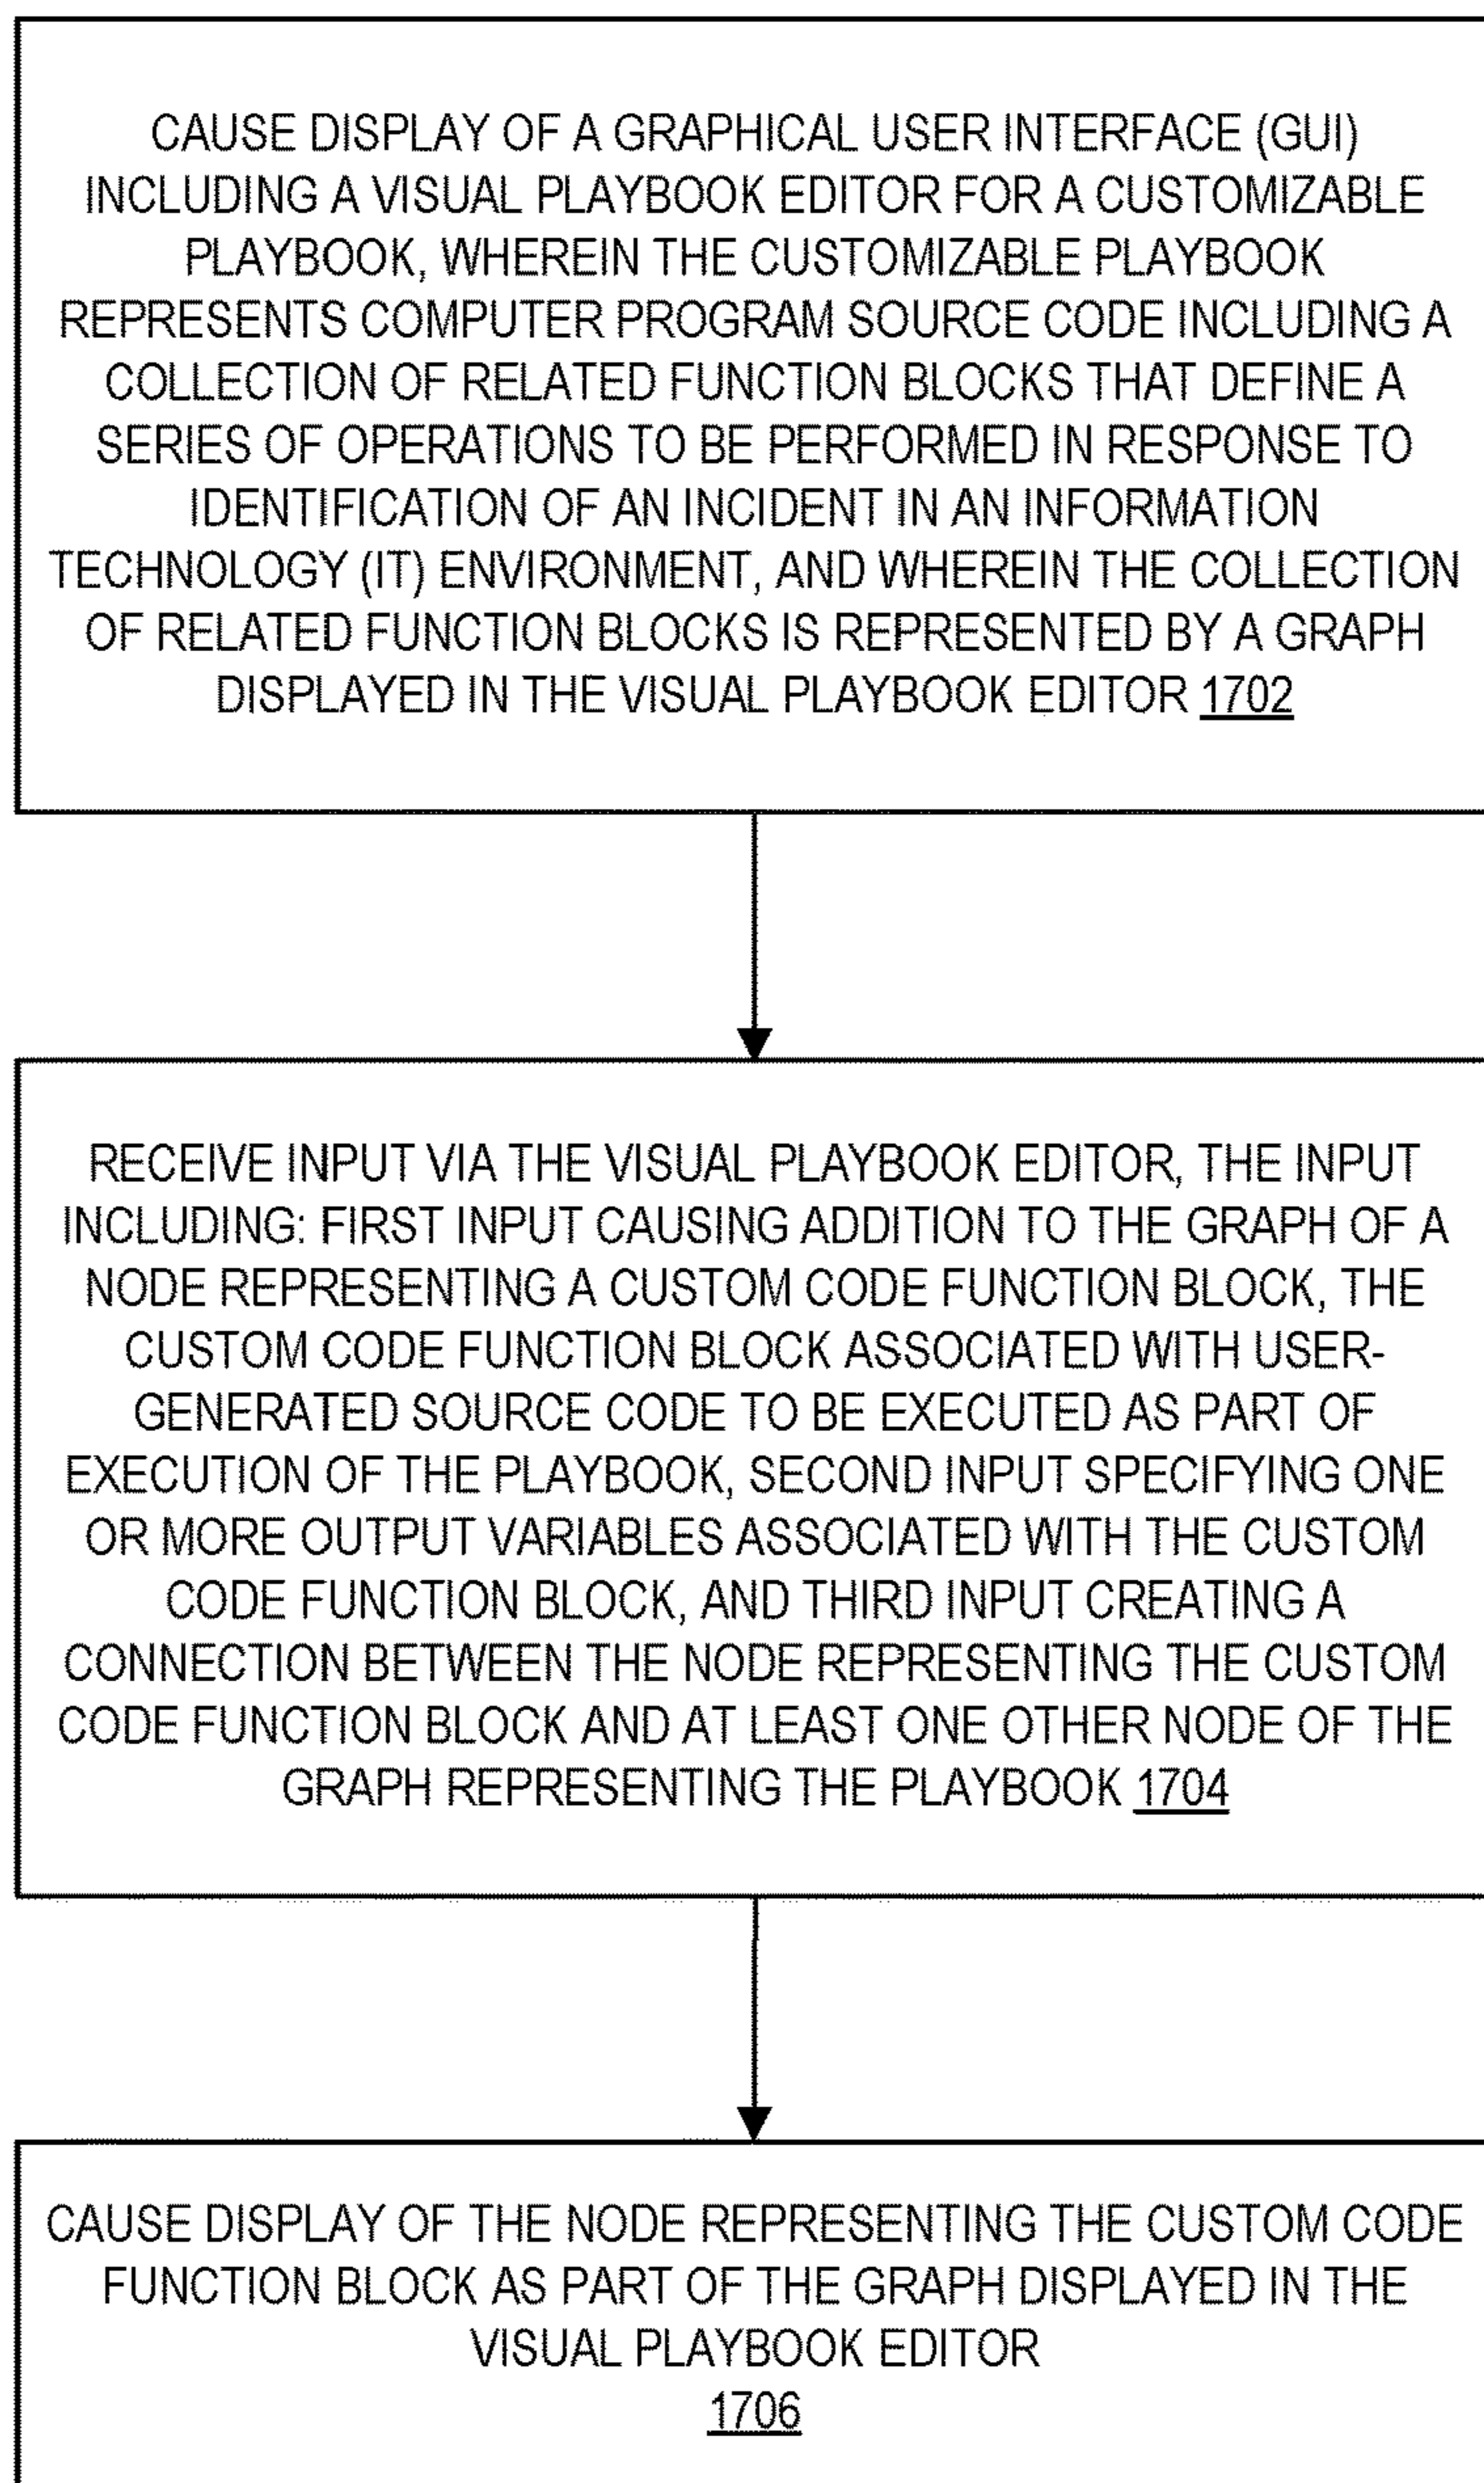 CAUSE DISPLAY OF A GRAPHICAL USER INTERFACE (GUI)
INCLUDING A VISUAL PLAYBOOK EDITOR FOR A CUSTOMIZABLE
PLAYBOOK, WHEREIN THE CUSTOMIZABLE PLAYBOOK
REPRESENTS COMPUTER PROGRAM SOURCE CODE INCLUDING A
COLLECTION OF RELATED FUNCTION BLOCKS THAT DEFINE A
SERIES OF OPERATIONS TO BE PERFORMED IN RESPONSE TO
IDENTIFICATION OF AN INCIDENT IN AN INFORMATION
TECHNOLOGY (IT) ENVIRONMENT, AND WHEREIN THE COLLECTION
OF RELATED FUNCTION BLOCKS IS REPRESENTED BY A GRAPH
DISPLAYED IN THE VISUAL PLAYBOOK EDITOR 1702
RECEIVE INPUT VIA THE VISUAL PLAYBOOK EDITOR, THE INPUT
INCLUDING: FIRST INPUT CAUSING ADDITION TO THE GRAPH OF A
NODE REPRESENTING A CUSTOM CODE FUNCTION BLOCK, THE
CUSTOM CODE FUNCTION BLOCK ASSOCIATED WITH USER-
GENERATED SOURCE CODE TO BE EXECUTED AS PART OF
EXECUTION OF THE PLAYBOOK, SECOND INPUT SPECIFYING ONE
OR MORE OUTPUT VARIABLES ASSOCIATED WITH THE CUSTOM
CODE FUNCTION BLOCK, AND THIRD INPUT CREATING A
CONNECTION BETWEEN THE NODE REPRESENTING THE CUSTOM
CODE FUNCTION BLOCK AND AT LEAST ONE OTHER NODE OF THE
GRAPH REPRESENTING THE PLAYBOOK 1704
CAUSE DISPLAY OF THE NODE REPRESENTING THE CUSTOM CODE
FUNCTION BLOCK AS PART OF THE GRAPH DISPLAYED IN THE
VISUAL PLAYBOOK EDITOR
1706